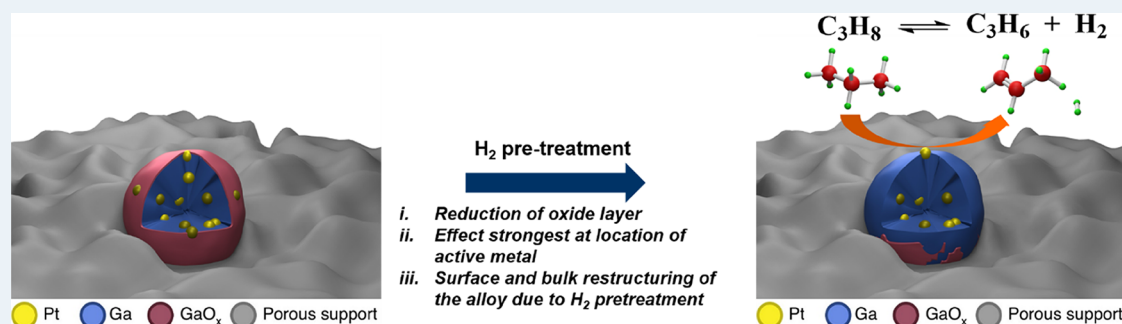 C₃H₈ ⇌ C₃H₆ + H₂
H₂ pre-treatment
i. Reduction of oxide layer
ii. Effect strongest at location of
active metal
iii. Surface and bulk restructuring of
the alloy due to H₂ pretreatment
Pt Ga GaOₓ Porous support
Pt Ga GaOₓ Porous support